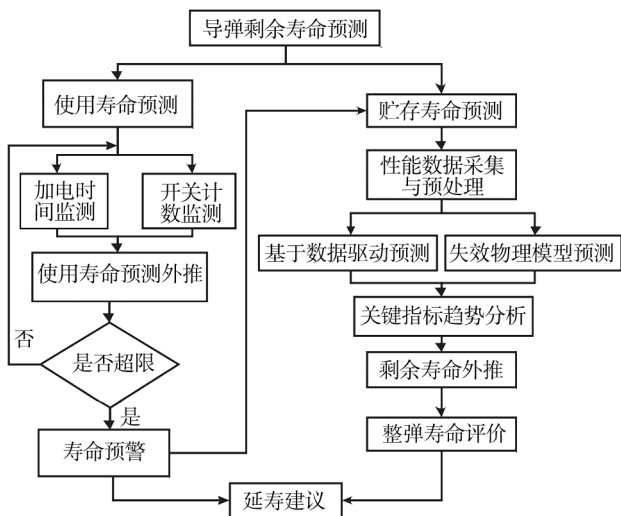 导弹剩余寿命预测
使用寿命预测
贮存寿命预测
性能数据采集
与预处理
加电时
间监测
开关计
数监测
基于数据驱动预测
失效物理模型预测
使用寿命预测外推
关键指标趋势分析
否
是否超限
剩余寿命外推
是
寿命预警
整弹寿命评价
延寿建议